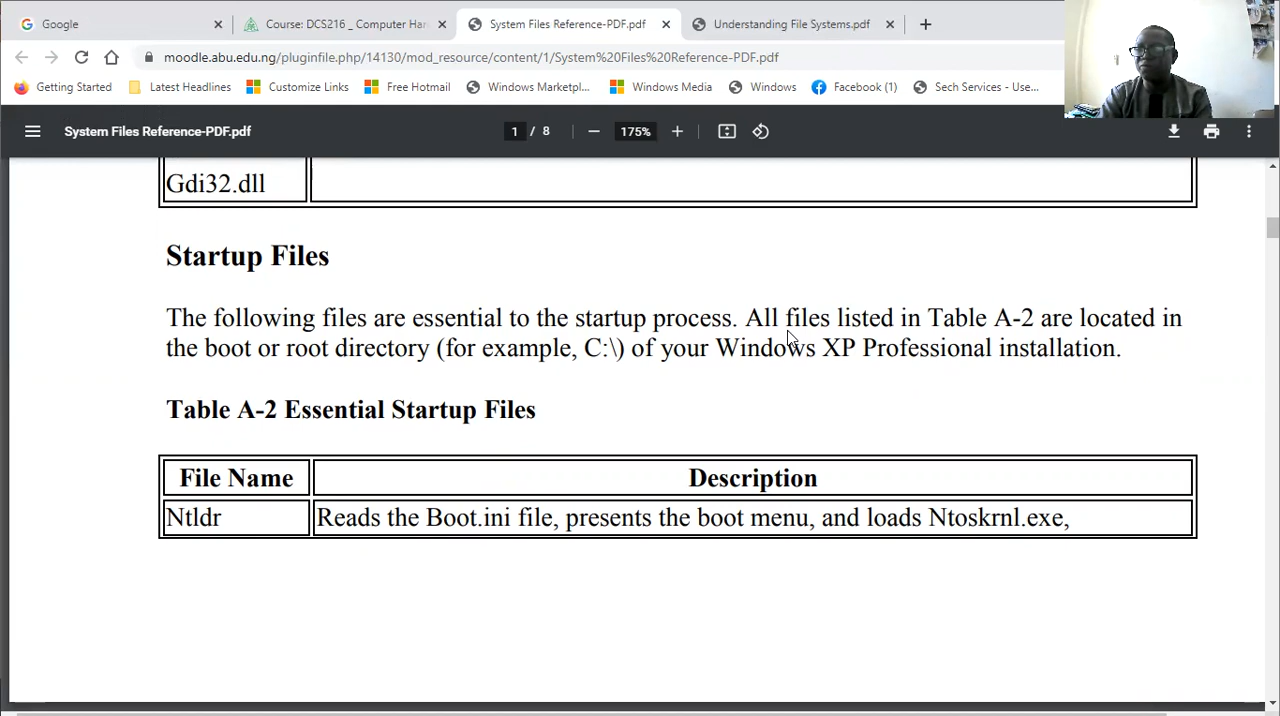 Google
Course: DCS216 _ Computer Har
System Files Reference-PDF.pdf
Understanding File Systems.pdf
moodle.abu.edu.ng/pluginfile.php/14130/mod_resource/content/1/System%20Files%20Reference-PDF.pdf
Getting Started
Latest Headlines
Customize Links
Free Hotmail
Windows Marketpl...
Windows Media
Windows
Facebook (1)
Sech Services - Use...
System Files Reference-PDF.pdf
1 / 8
175%
Gdi32.dll
Startup Files
The following files are essential to the startup process. All files listed in Table A-2 are located in
the boot or root directory (for example, C:\) of your Windows XP Professional installation.
Table A-2 Essential Startup Files
File Name
Description
Ntldr
Reads the Boot.ini file, presents the boot menu, and loads Ntoskrnl.exe,